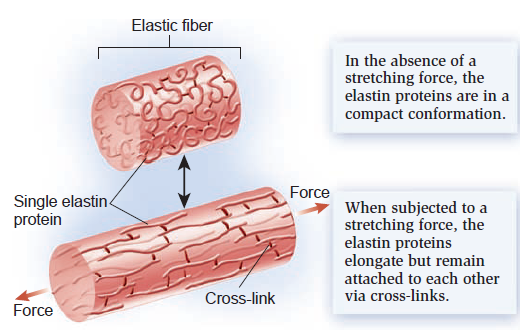 Elastic fiber
In the absence of a
stretching force, the
elastin proteins are in a
compact conformation.
Single elastin
protein
Force
When subjected to a
stretching force, the
elastin proteins
elongate but remain
attached to each other
via cross-links.
Cross-link
Force